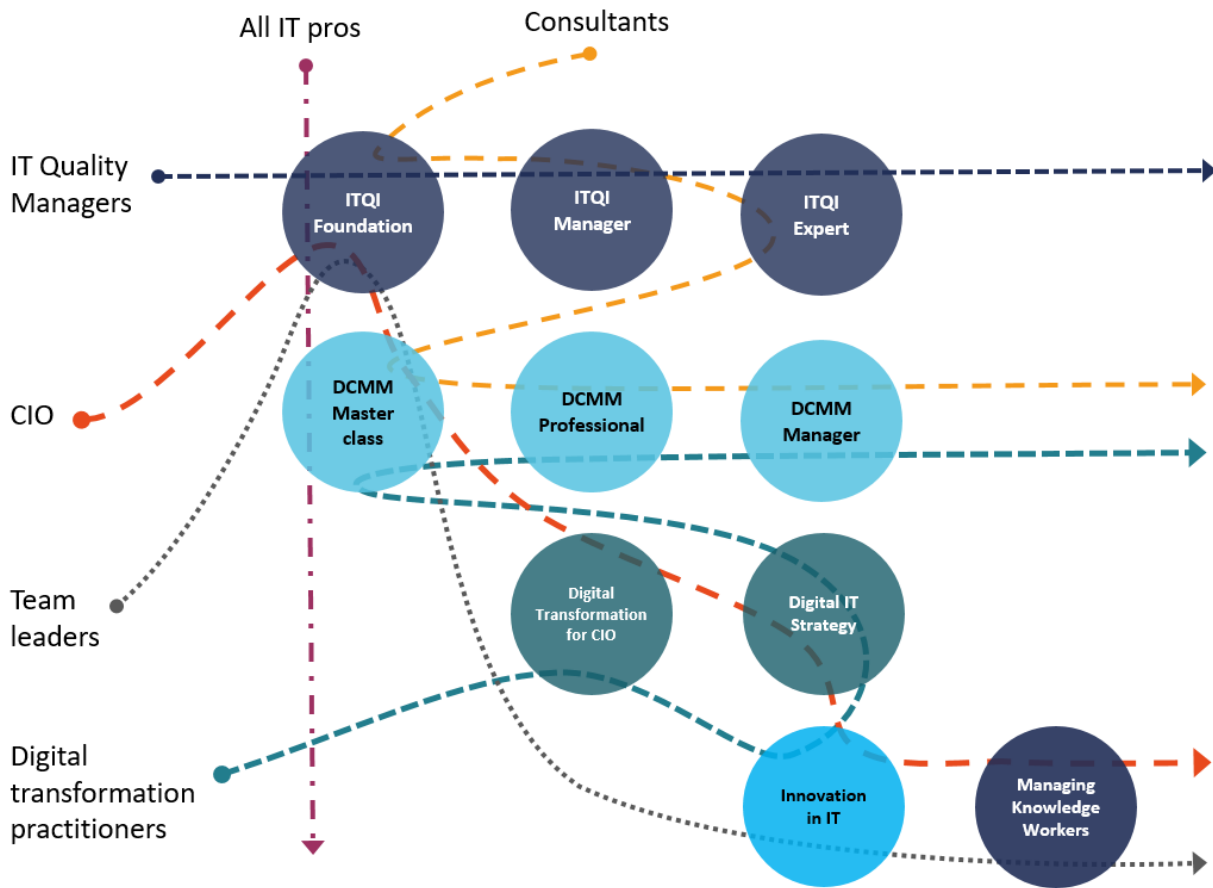 All IT pros
Consultants
IT Quality
Managers
ITQI
Foundation
ITQI
Manager
ITQI
Expert
CIO
DCMM
Master
class
DCMM
Professional
DCMM
Manager
Team
leaders
Digital
Transformation
for CIO
Digital IT
Strategy
Digital
transformation
practitioners
Innovation
in IT
Managing
Knowledge
Workers